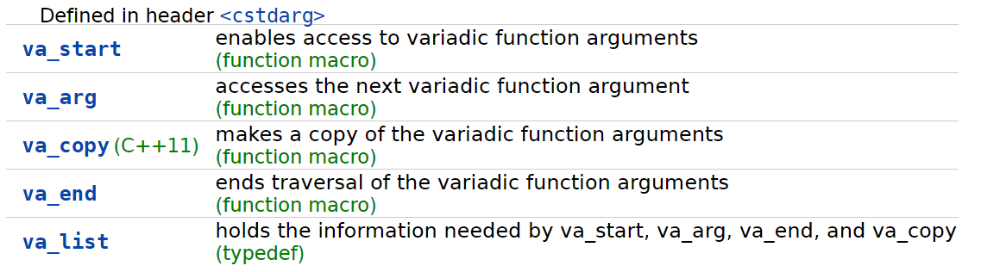 Defined in header <cstdarg>
va_start enables access to variadic function arguments
(function macro)
va_arg accesses the next variadic function argument
(function macro)
va_copy (C++11) makes a copy of the variadic function arguments
(function macro)
va_end ends traversal of the variadic function arguments
(function macro)
va_list holds the information needed by va_start, va_arg, va_end, and va_copy
(typedef)